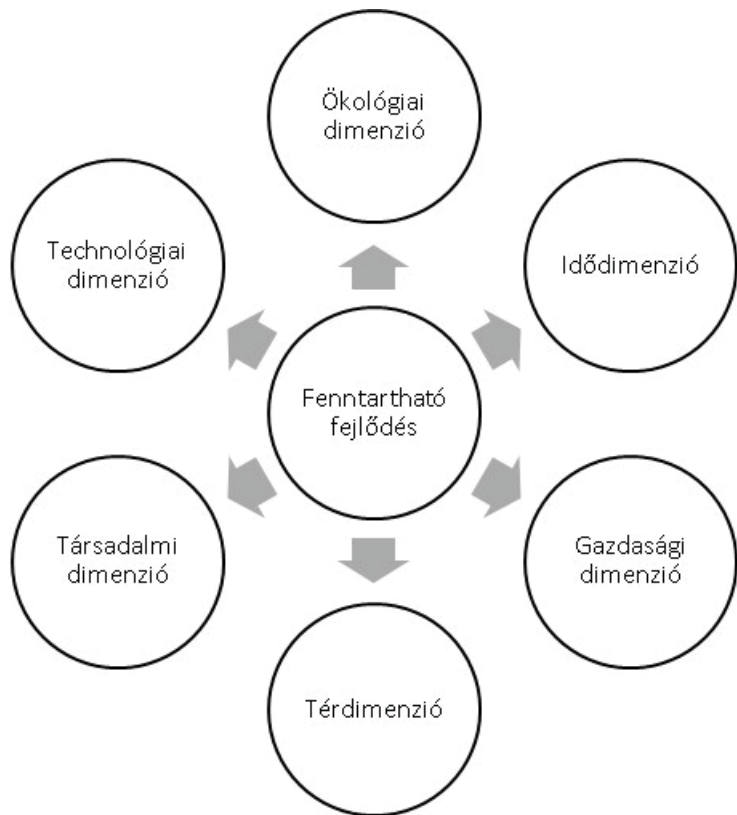 Ökológiai
dimenzió
Technológiai
dimenzió
Idődimenzió
Fenntartható
fejlődés
Társadalmi
dimenzió
Gazdasági
dimenzió
Térdimenzió